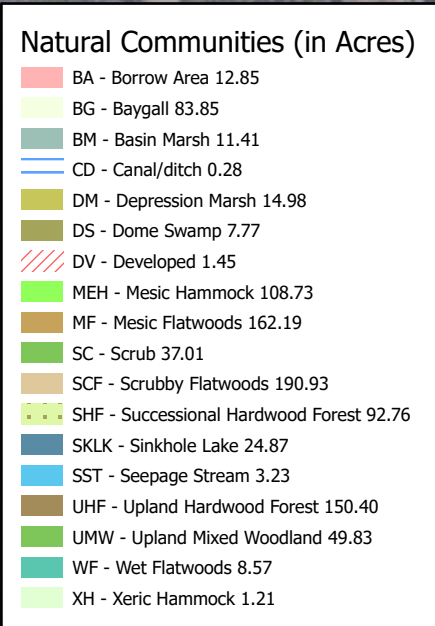 Natural Communities (in Acres)
BA - Borrow Area 12.85
BG - Baygall 83.85
BM - Basin Marsh 11.41
CD - Canal/ditch 0.28
DM - Depression Marsh 14.98
DS - Dome Swamp 7.77
DV - Developed 1.45
MEH - Mesic Hammock 108.73
MF - Mesic Flatwoods 162.19
SC - Scrub 37.01
SCF - Scrubby Flatwoods 190.93
SHF - Successional Hardwood Forest 92.76
SKLK - Sinkhole Lake 24.87
SST - Seepage Stream 3.23
UHF - Upland Hardwood Forest 150.40
UMW - Upland Mixed Woodland 49.83
WF - Wet Flatwoods 8.57
XH - Xeric Hammock 1.21